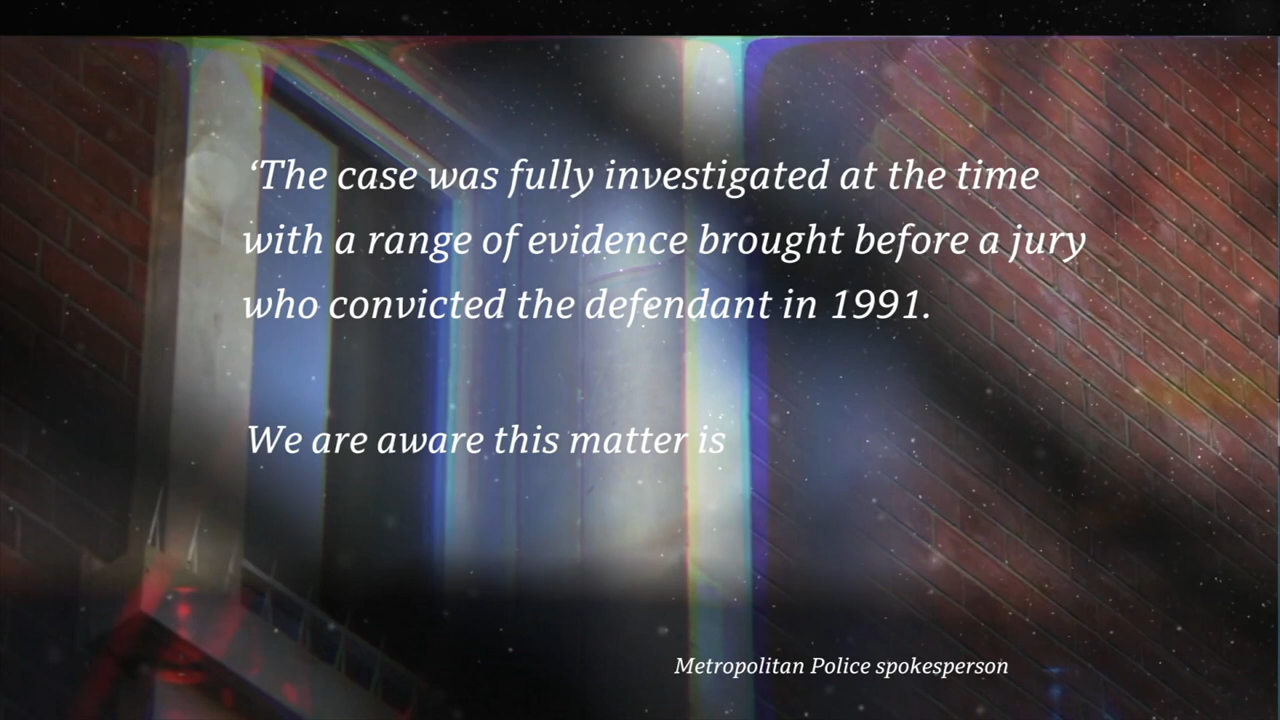 ‘The case was fully investigated at the time
with a range of evidence brought before a jury
who convicted the defendant in 1991.
We are aware this matter is
Metropolitan Police spokesperson